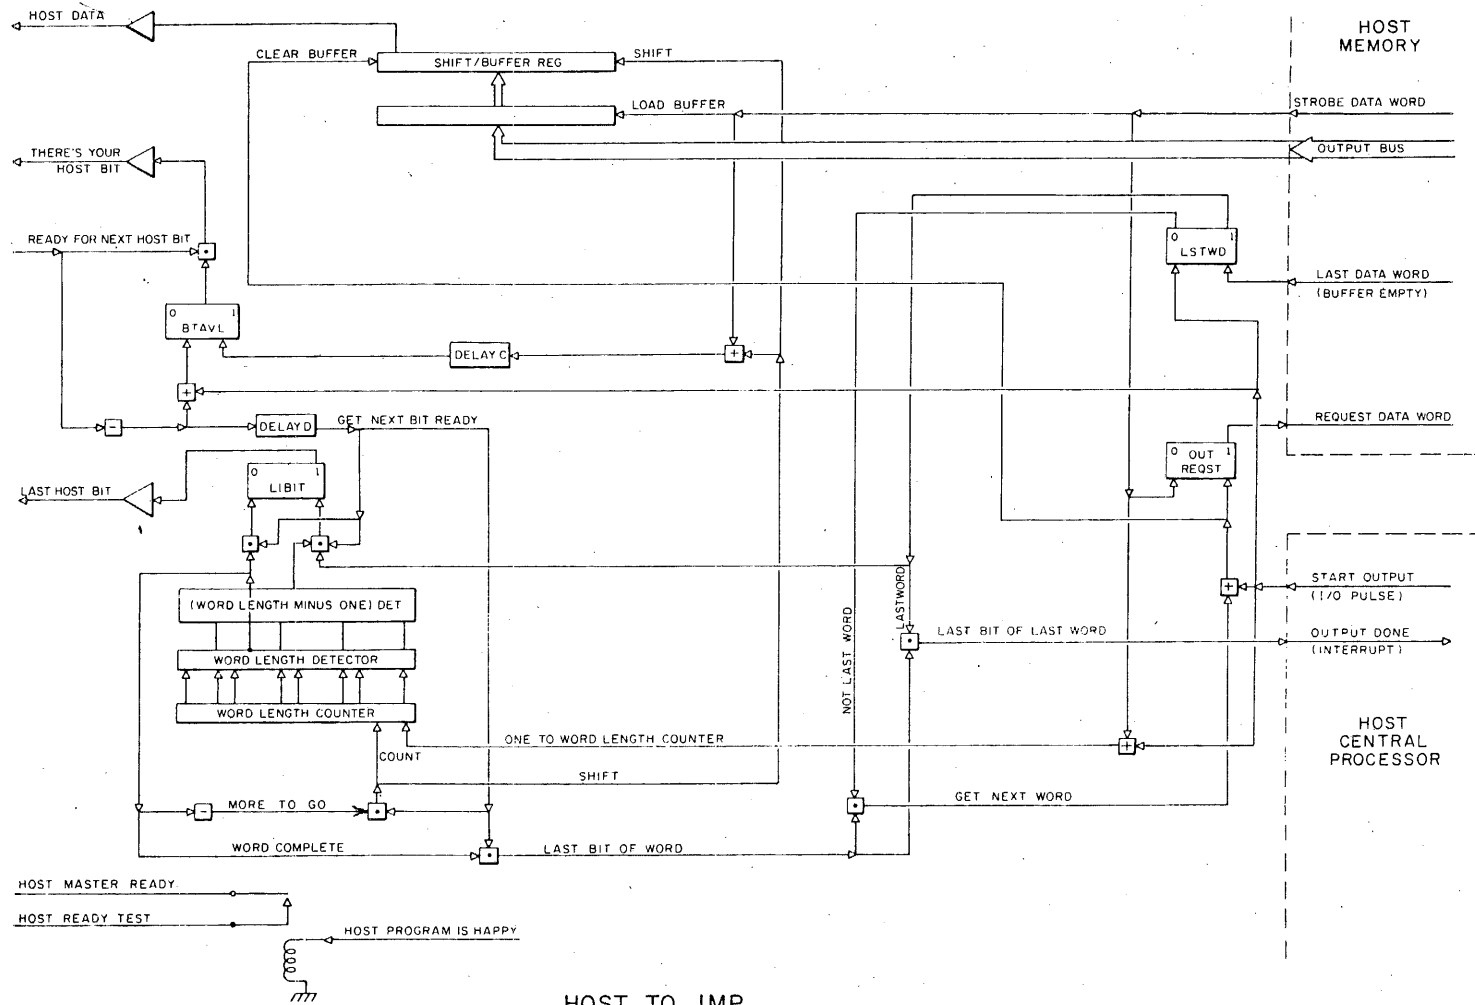 HOST DATA
HOST
MEMORY
CLEAR BUFFER
SHIFT/BUFFER REG
SHIFT
LOAD BUFFER
STROBE DATA WORD
THERE'S YOUR
HOST BIT
OUTPUT BUS
READY FOR NEXT HOST BIT
0 1
LSTWD
LAST DATA WORD
(BUFFER EMPTY)
0 1
BTAVL
DELAY C
+
+
GET NEXT BIT READY
DELAY D
-
REQUEST DATA WORD
0 OUT 1
REQST
0 1
LIBIT
LAST HOST BIT
START OUTPUT
(I/O PULSE)
+
(WORD LENGTH MINUS ONE) DET
LASTWORD
NOT LAST WORD
LAST BIT OF LAST WORD
OUTPUT DONE
(INTERRUPT)
WORD LENGTH DETECTOR
WORD LENGTH COUNTER
HOST
CENTRAL
PROCESSOR
ONE TO WORD LENGTH COUNTER
+
COUNT
SHIFT
-
MORE TO GO
GET NEXT WORD
WORD COMPLETE
LAST BIT OF WORD
HOST MASTER READY
HOST READY TEST
HOST PROGRAM IS HAPPY
HOST TO IMP